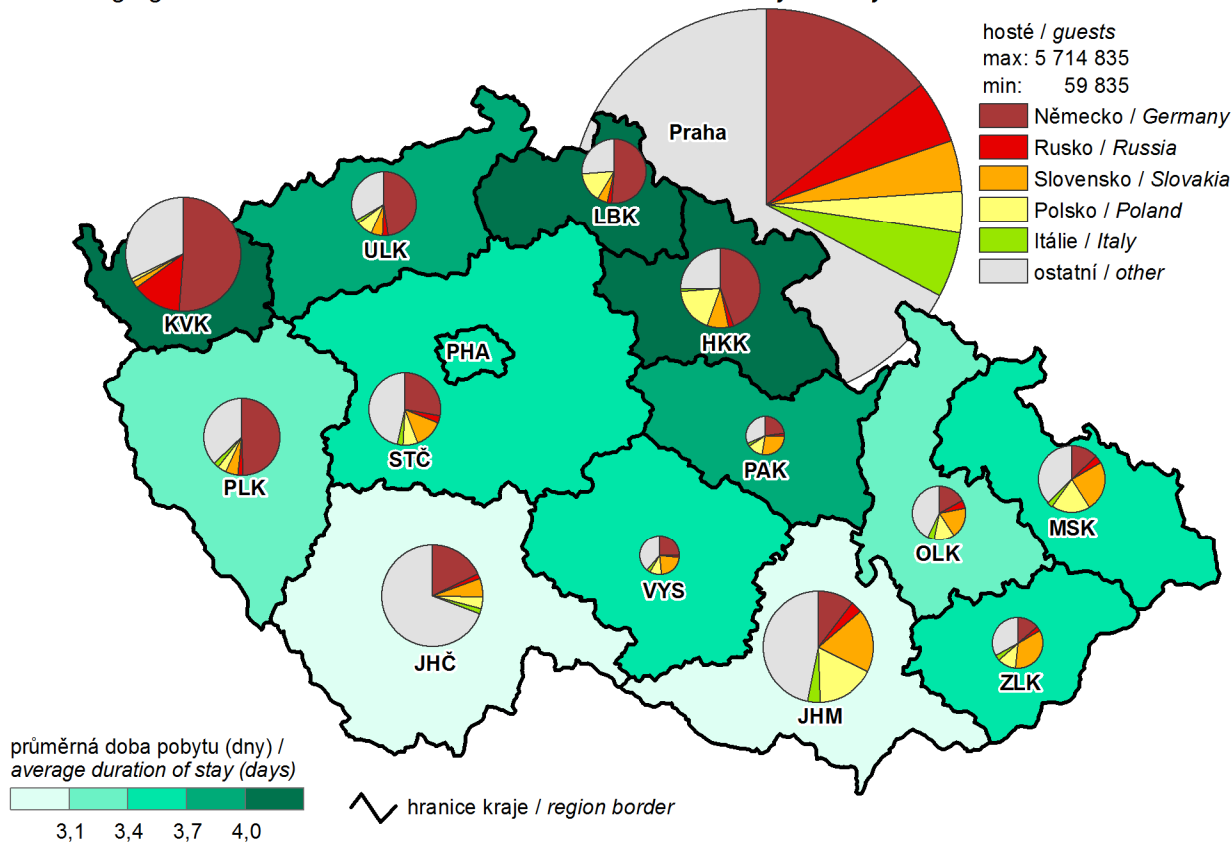 hosté / guests
max: 5 714 835
min: 59 835
Německo / Germany
Rusko / Russia
Slovensko / Slovakia
Polsko / Poland
Itálie / Italy
ostatní / other
Praha
LBK
ULK
KVK
HKK
PHA
STČ
PAK
PLK
MSK
OLK
VYS
JHČ
ZLK
JHM
průměrná doba pobytu (dny) /
average duration of stay (days)
3,1 3,4 3,7 4,0
hranice kraje / region border